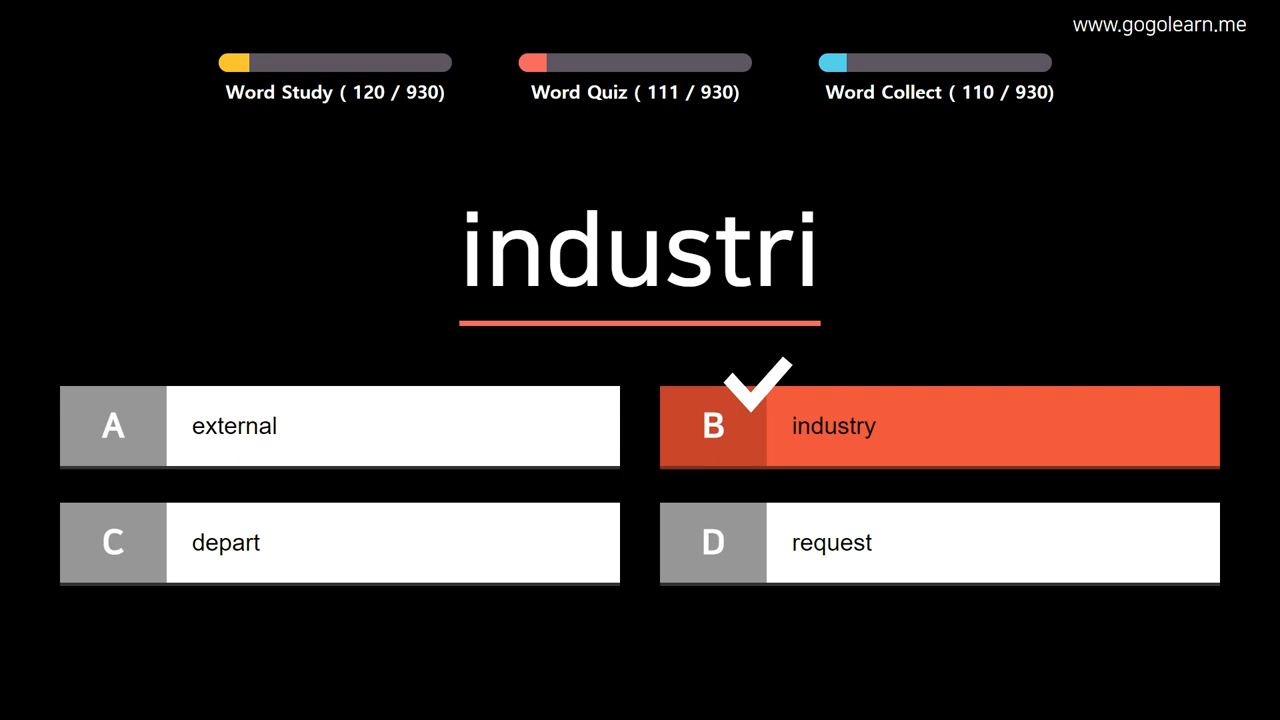 www.gogolearn.me
Word Study ( 120 / 930)
Word Quiz ( 111 / 930)
Word Collect ( 110 / 930)
industri
A external
B industry
C depart
D request